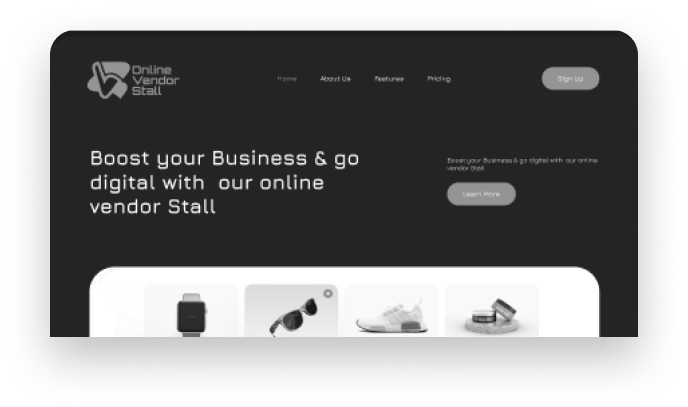 Online
Vendor
Stall
Home
About Us
Features
Pricing
Sign Up
Boost your Business & go
digital with our online
vendor Stall
Boost your Business & go digital with our online
vendor Stall
Learn More